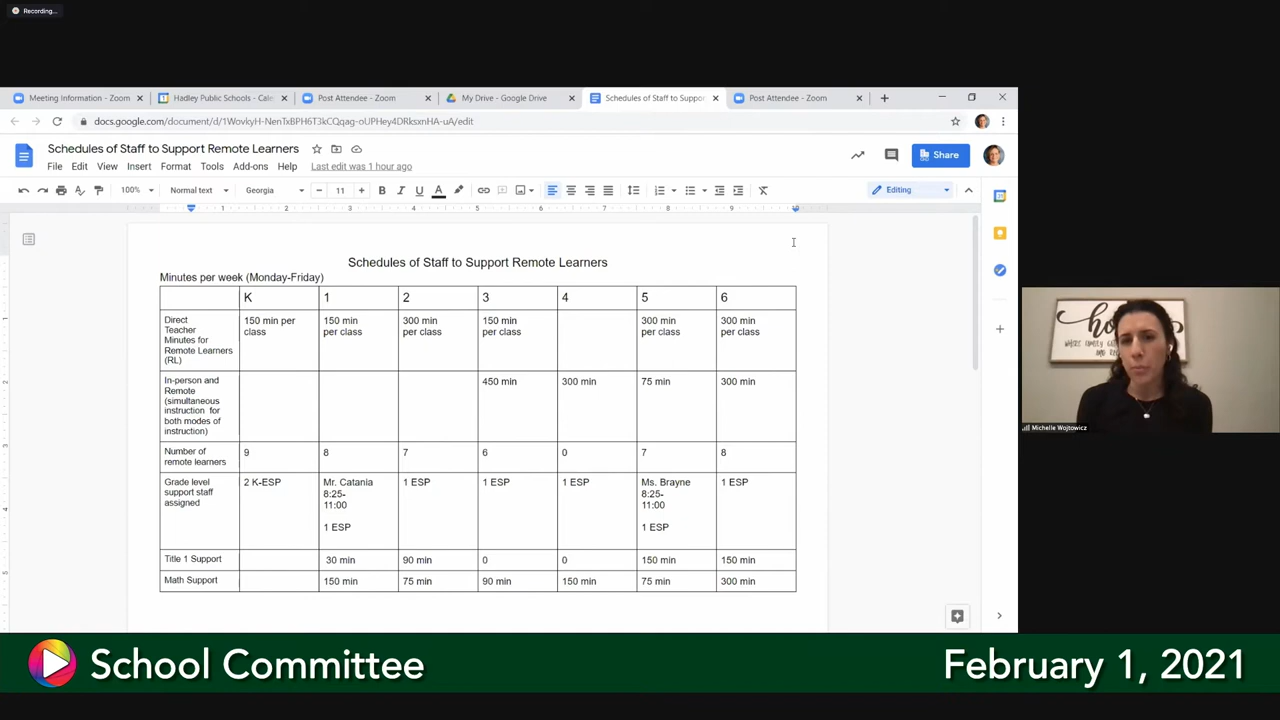 Recording...
Meeting Information - Zoom
Hadley Public Schools - Cale
Post Attendee - Zoom
My Drive - Google Drive
Schedules of Staff to Suppor
Post Attendee - Zoom
Schedules of Staff to Support Remote Learners
File Edit View Insert Format Tools Add-ons Help Last edit was 1 hour ago
Share
100% Normal text Georgia 11 B I U A Editing
1 2 3 4 5 6 7 8 9
Schedules of Staff to Support Remote Learners
Minutes per week (Monday-Friday)
K 1 2 3 4 5 6
Direct Teacher Minutes for Remote Learners (RL) 150 min per class 150 min per class 300 min per class 150 min per class 300 min per class 300 min per class
In-person and Remote (simultaneous instruction for both modes of instruction) 450 min 300 min 75 min 300 min
Number of remote learners 9 8 7 6 0 7 8
Grade level support staff assigned 2 K-ESP Mr. Catania 8:25-11:00 1 ESP 1 ESP 1 ESP 1 ESP Ms. Brayne 8:25-11:00 1 ESP 1 ESP
Title 1 Support 30 min 90 min 0 0 150 min 150 min
Math Support 150 min 75 min 90 min 150 min 75 min 300 min
Michelle Wojtowicz
School Committee
February 1, 2021